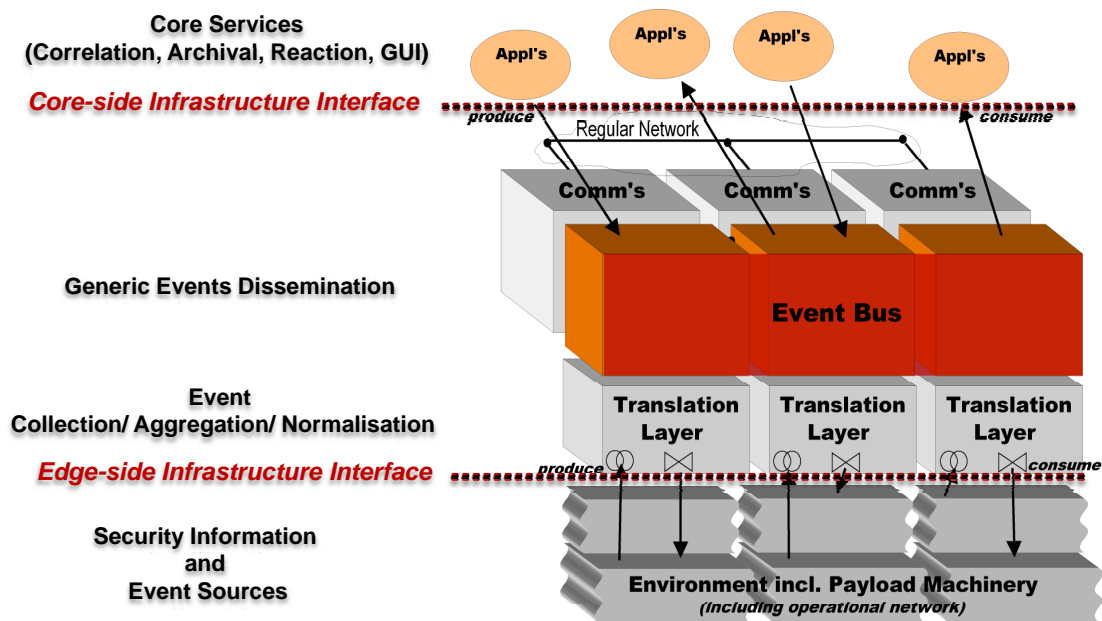 Core Services
(Correlation, Archival, Reaction, GUI)
Appl's
Appl's
Appl's
Appl's
Core-side Infrastructure Interface
produce
consume
Regular Network
Comm's
Comm's
Comm's
Generic Events Dissemination
Event Bus
Event
Collection/ Aggregation/ Normalisation
Translation
Layer
Translation
Layer
Translation
Layer
Edge-side Infrastructure Interface
produce
consume
Security Information
and
Event Sources
Environment incl. Payload Machinery
(including operational network)